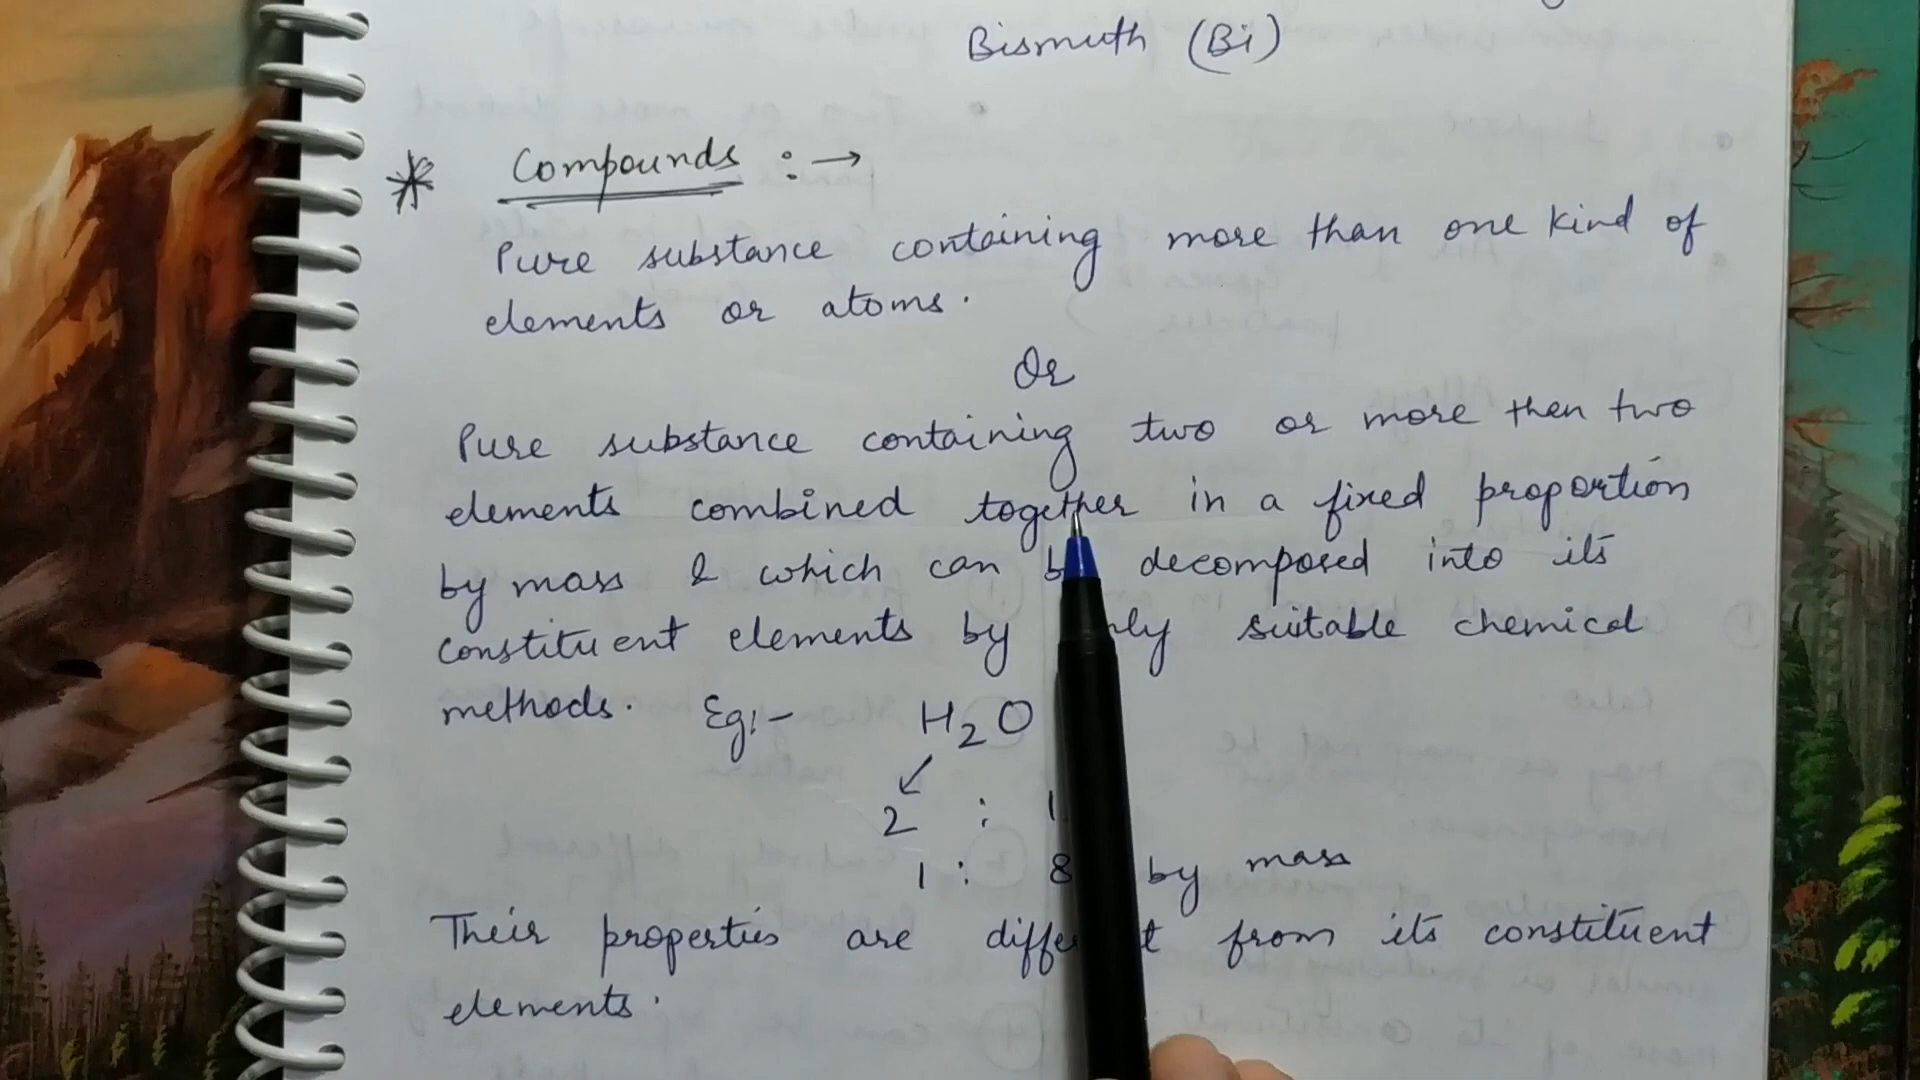 Bismuth (Bi)
* Compounds :→
Pure substance containing more than one kind of
elements or atoms.
Or
Pure substance containing two or more then two
elements combined together in a fixed proportion
by mass & which can decomposed into its
constituent elements by suitable chemical
methods. Eg:- H₂O
2 : 1
1 : 8 by mass
Their properties are from its constituent
elements.